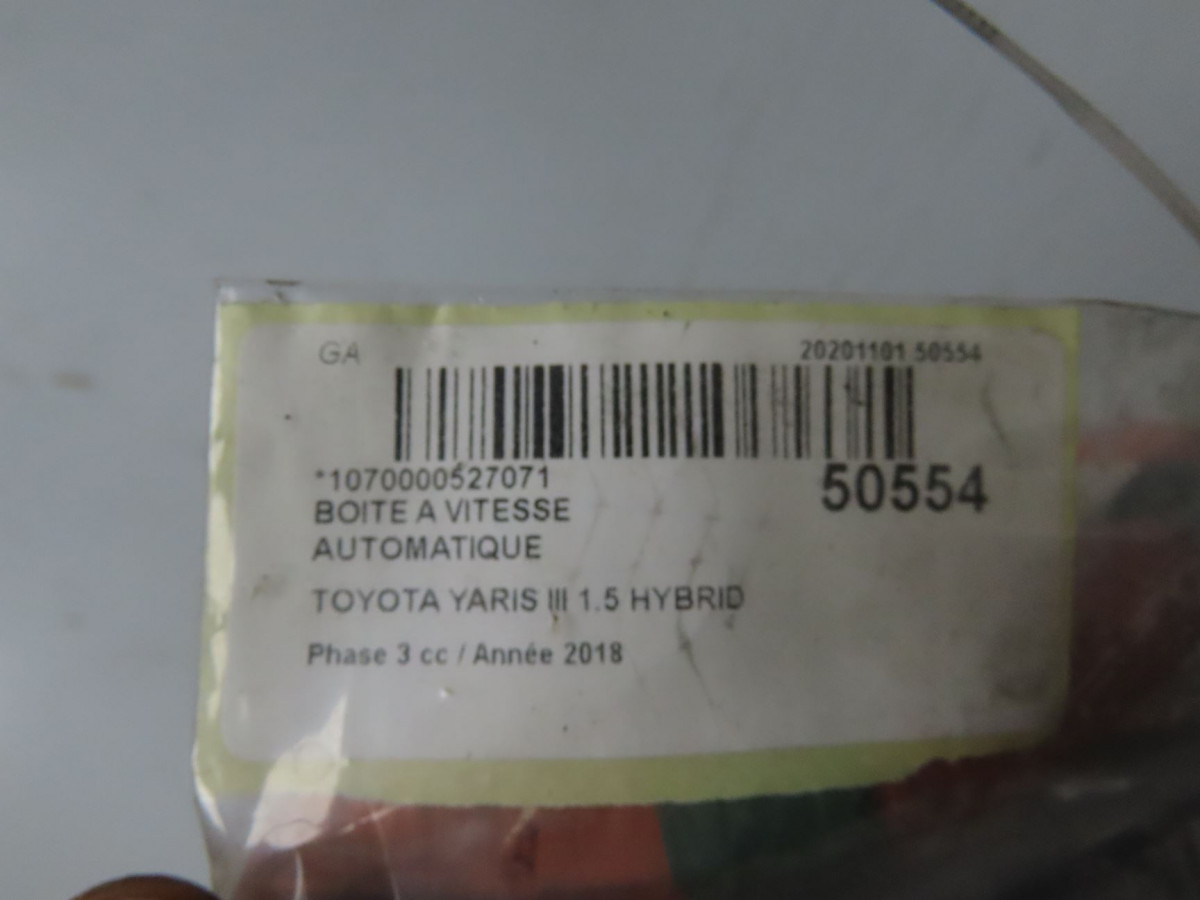 GA 20201101 50554
*1070000527071 50554
BOITE A VITESSE
AUTOMATIQUE
TOYOTA YARIS III 1.5 HYBRID
Phase 3 cc / Année 2018